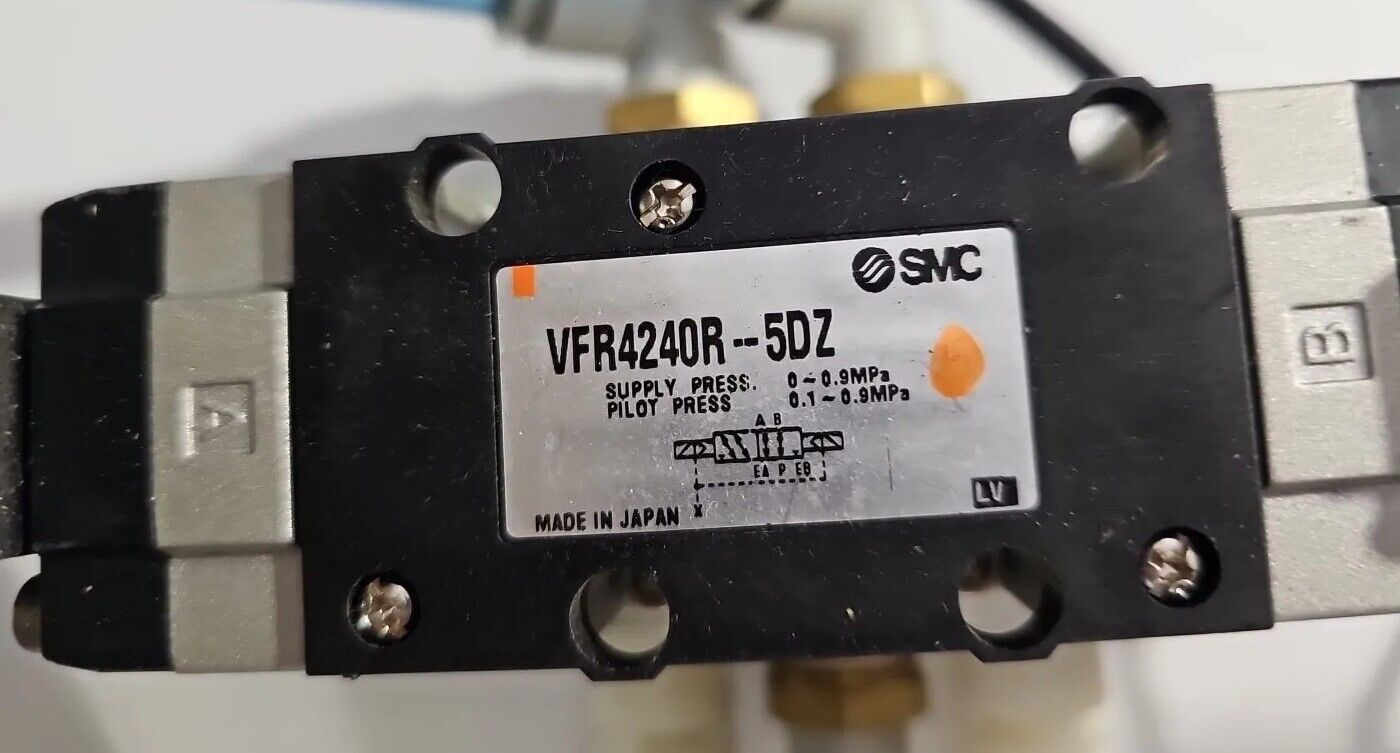 SMC
VFR4240R--5DZ
SUPPLY PRESS. 0~0.9MPa
PILOT PRESS 0.1~0.9MPa
A B
EA P EB
X
MADE IN JAPAN
LV
A
B